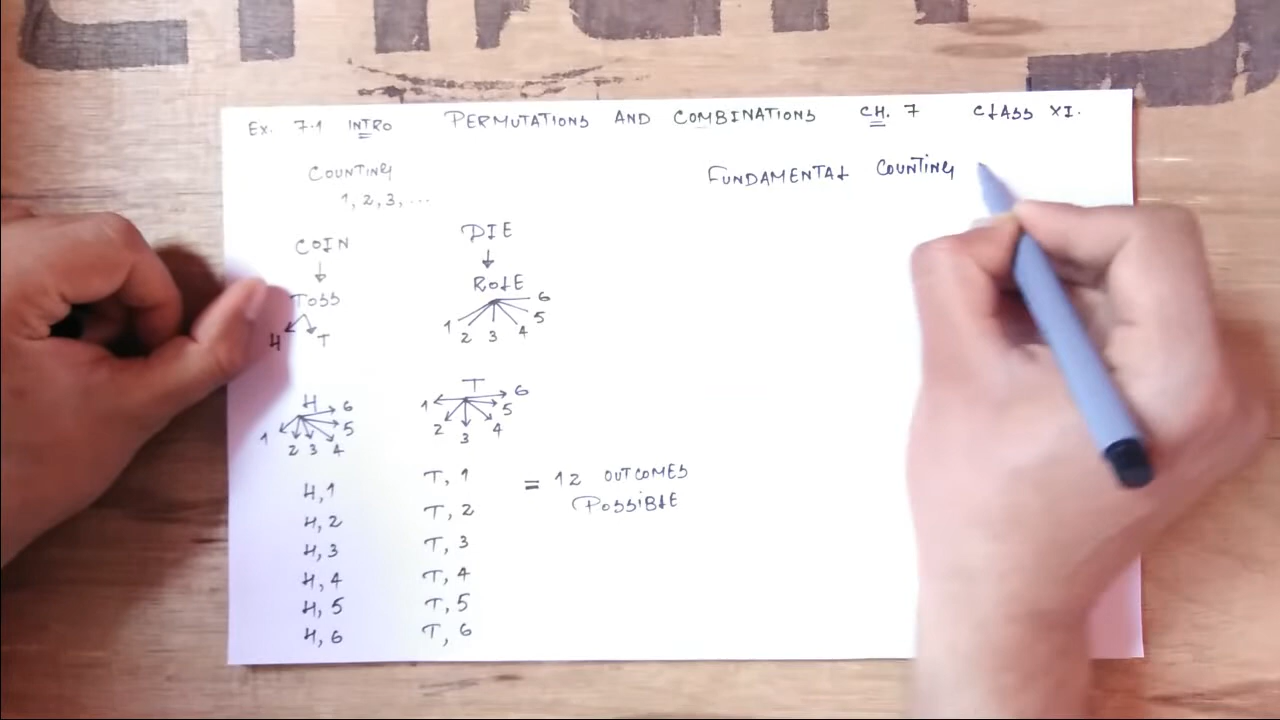 Ex. 7.1 INTRO PERMUTATIONS AND COMBINATIONS CH. 7 CLASS XI.
COUNTING
1, 2, 3, ...
COIN
TOSS
H T
DIE
ROLE
1 2 3 4 5 6
H
1 2 3 4 5 6
T
1 2 3 4 5 6
H, 1
H, 2
H, 3
H, 4
H, 5
H, 6
T, 1
T, 2
T, 3
T, 4
T, 5
T, 6
= 12 OUTCOMES
POSSIBLE
FUNDAMENTAL COUNTING